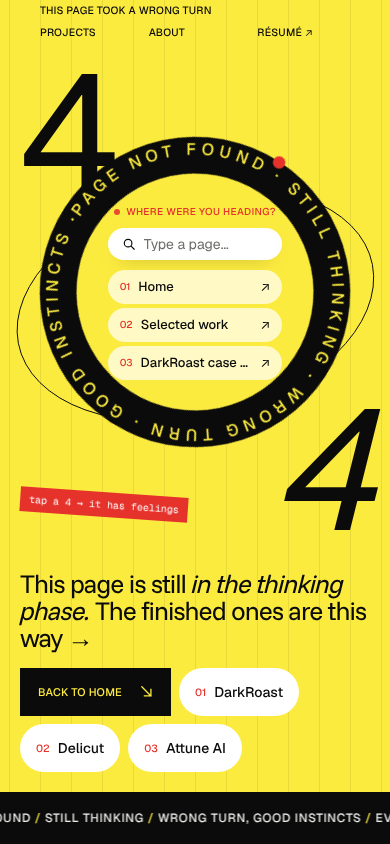 THIS PAGE TOOK A WRONG TURN
PROJECTS ABOUT RÉSUMÉ ↗
4
PAGE NOT FOUND · STILL THINKING · WRONG TURN · GOOD INSTINCTS ·
WHERE WERE YOU HEADING?
Type a page…
01 Home ↗
02 Selected work ↗
03 DarkRoast case … ↗
4
tap a 4 → it has feelings
This page is still in the thinking
phase. The finished ones are this
way →
BACK TO HOME ↘
01 DarkRoast
02 Delicut
03 Attune AI
OUND / STILL THINKING / WRONG TURN, GOOD INSTINCTS / EV